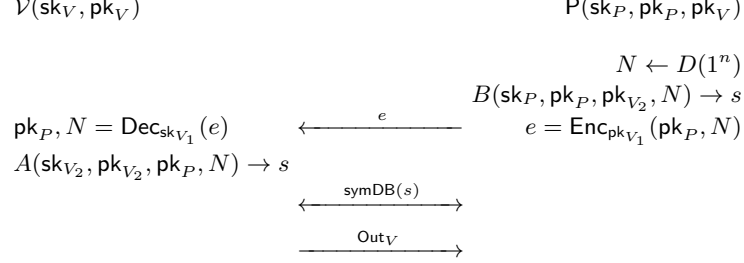 𝒱(sk_V, pk_V) P(sk_P, pk_P, pk_V)
N ← D(1^n)
B(sk_P, pk_P, pk_{V_2}, N) → s
pk_P, N = Dec_{sk_{V_1}}(e) e e = Enc_{pk_{V_1}}(pk_P, N)
A(sk_{V_2}, pk_{V_2}, pk_P, N) → s
symDB(s)
Out_V